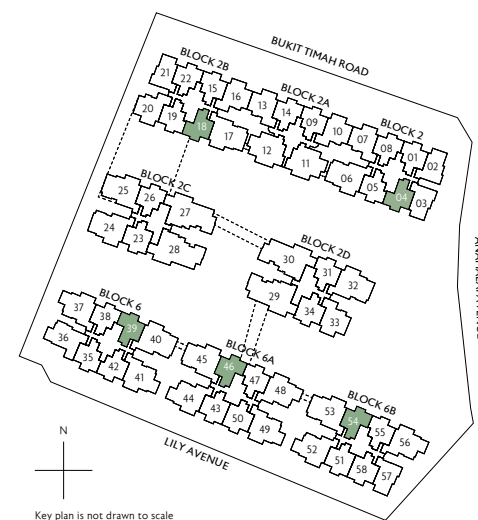 BUKIT TIMAH ROAD
BLOCK 2B
21 22 15 16 13 14 09 10 07 08 01 02
BLOCK 2A
BLOCK 2
20 19 18 17 12 11 06 05 04 03
BLOCK 2C
25 26 27
24 23 28
BLOCK 2D
30 31 32
29 34 33
BLOCK 6
37 38 39 40
36 35 42 41
BLOCK 6A
45 46 47 48
44 43 50 49
BLOCK 6B
53 54 55 56
52 51 58 57
LILY AVENUE
N
Key plan is not drawn to scale